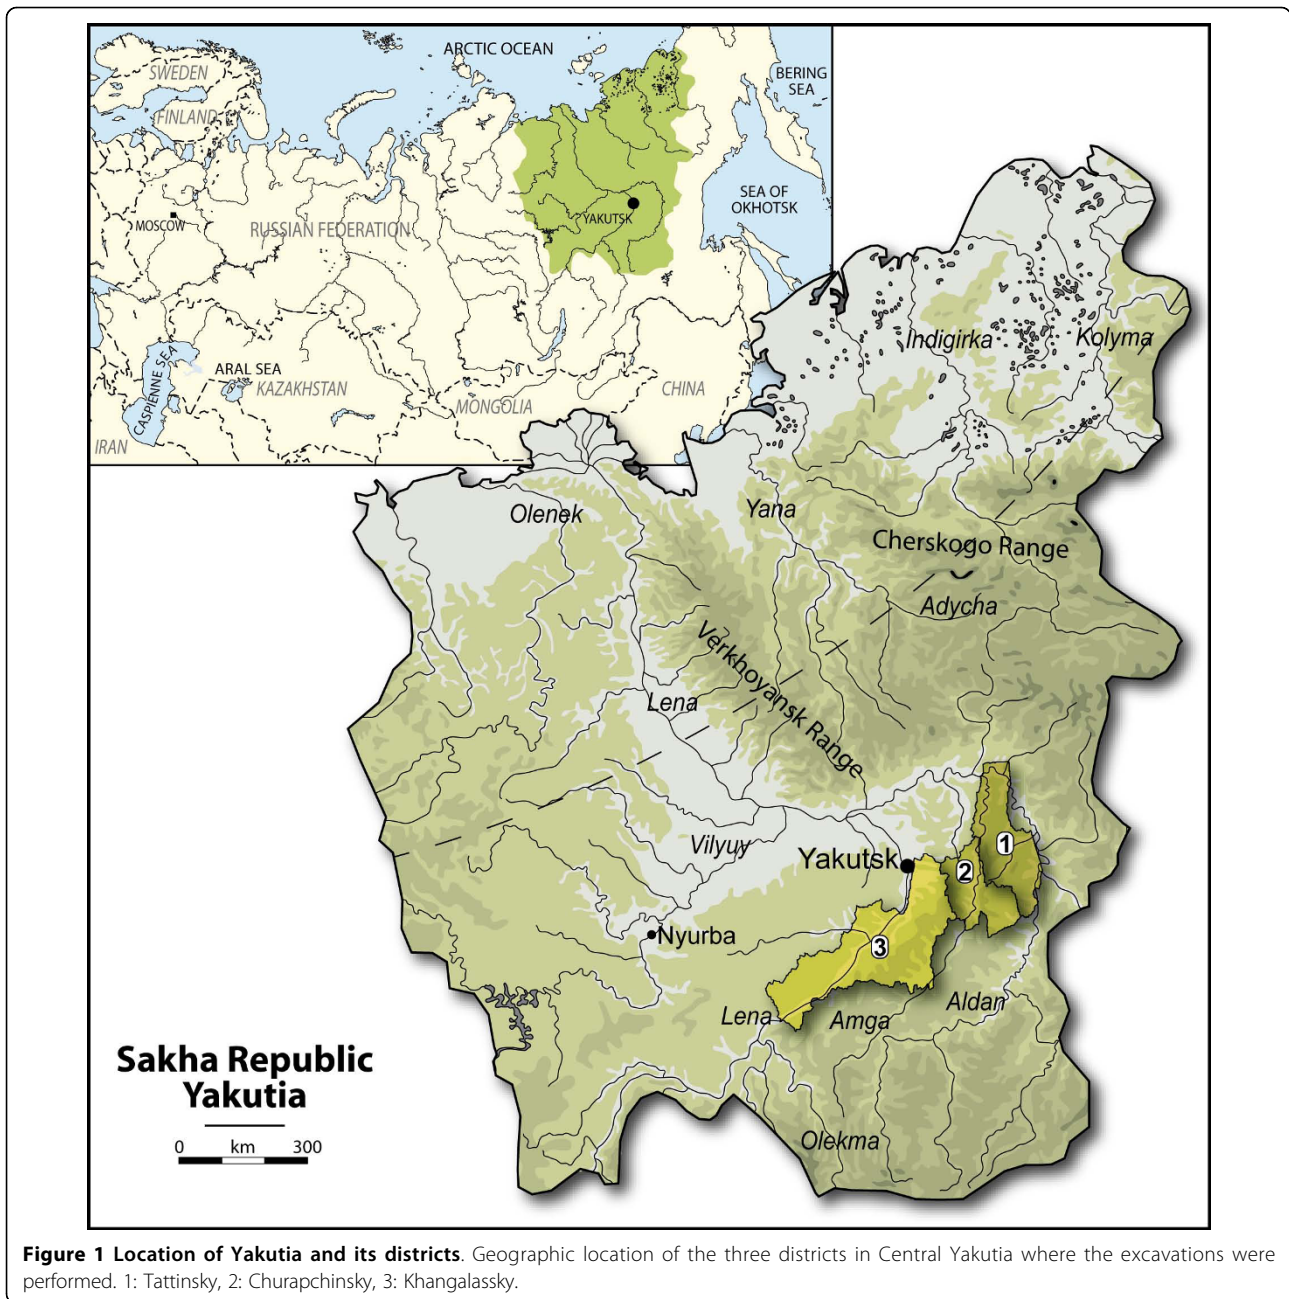 ARCTIC OCEAN
BERING
SEA
SWEDEN
FINLAND
SEA OF
OKHOTSK
YAKUTSK
MOSCOW
RUSSIAN FEDERATION
CASPIENNE SEA
ARAL SEA
KAZAKHSTAN
MONGOLIA
CHINA
IRAN
Indigirka
Kolyma
Olenek
Yana
Cherskogo Range
Adycha
Verkhoyansk Range
Lena
Vilyuy
Yakutsk
1
2
3
Nyurba
Lena
Amga
Aldan
Olekma
Sakha Republic
Yakutia
0 km 300
Figure 1 Location of Yakutia and its districts. Geographic location of the three districts in Central Yakutia where the excavations were
performed. 1: Tattinsky, 2: Churapchinsky, 3: Khangalassky.